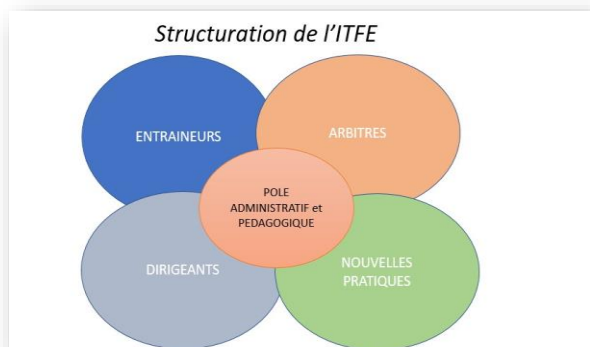 Structuration de l'ITFE
ENTRAINEURS
ARBITRES
POLE
ADMINISTRATIF et
PEDAGOGIQUE
DIRIGEANTS
NOUVELLES
PRATIQUES